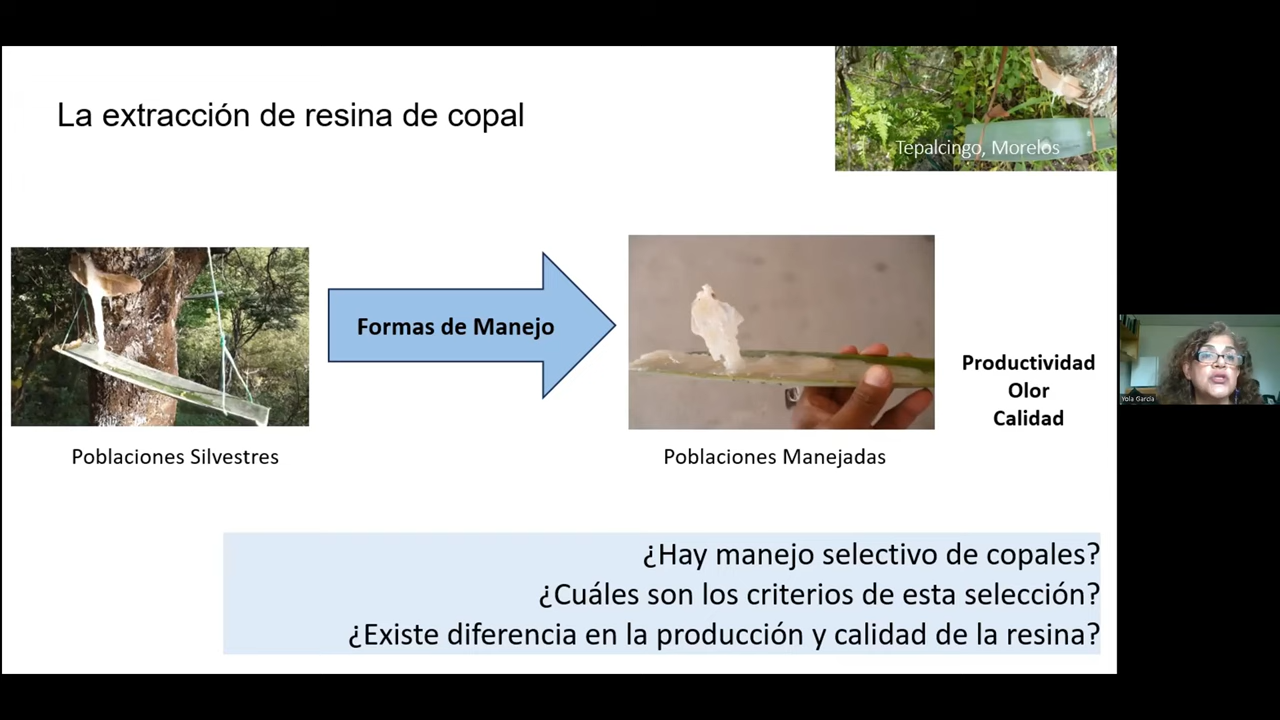 La extracción de resina de copal
Tepalcingo, Morelos
Formas de Manejo
Productividad
Olor
Calidad
Poblaciones Silvestres
Poblaciones Manejadas
¿Hay manejo selectivo de copales?
¿Cuáles son los criterios de esta selección?
¿Existe diferencia en la producción y calidad de la resina?
Yola García